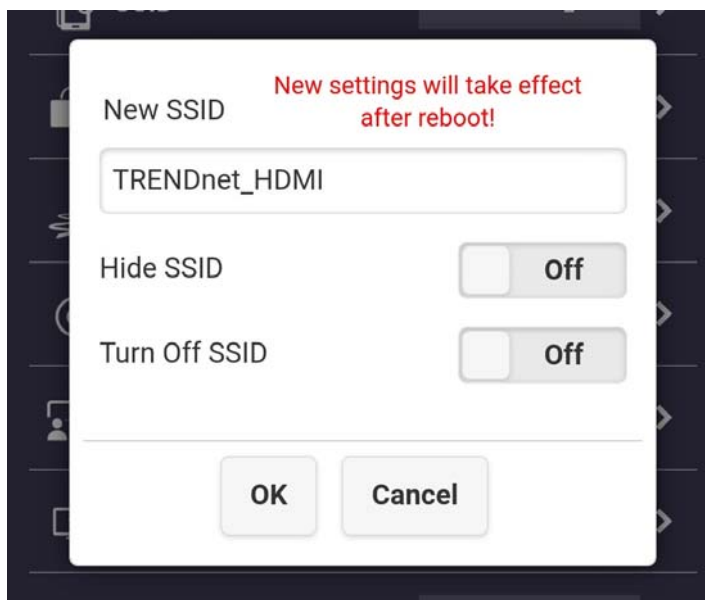 New settings will take effect
New SSID
after reboot!
TRENDnet_HDMI
Hide SSID
Off
Turn Off SSID
Off
OK
Cancel